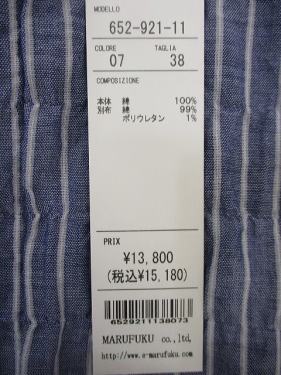 MODELLO
652-921-11
COLORE TAGLIA
07 38
COMPOSIZIONE
本体 綿 100%
別布 綿 99%
ポリウレタン 1%
PRIX
¥13,800
(税込¥15,180)
6529211138073
MARUFUKU co.,ltd,
http://www.e-marufuku.com